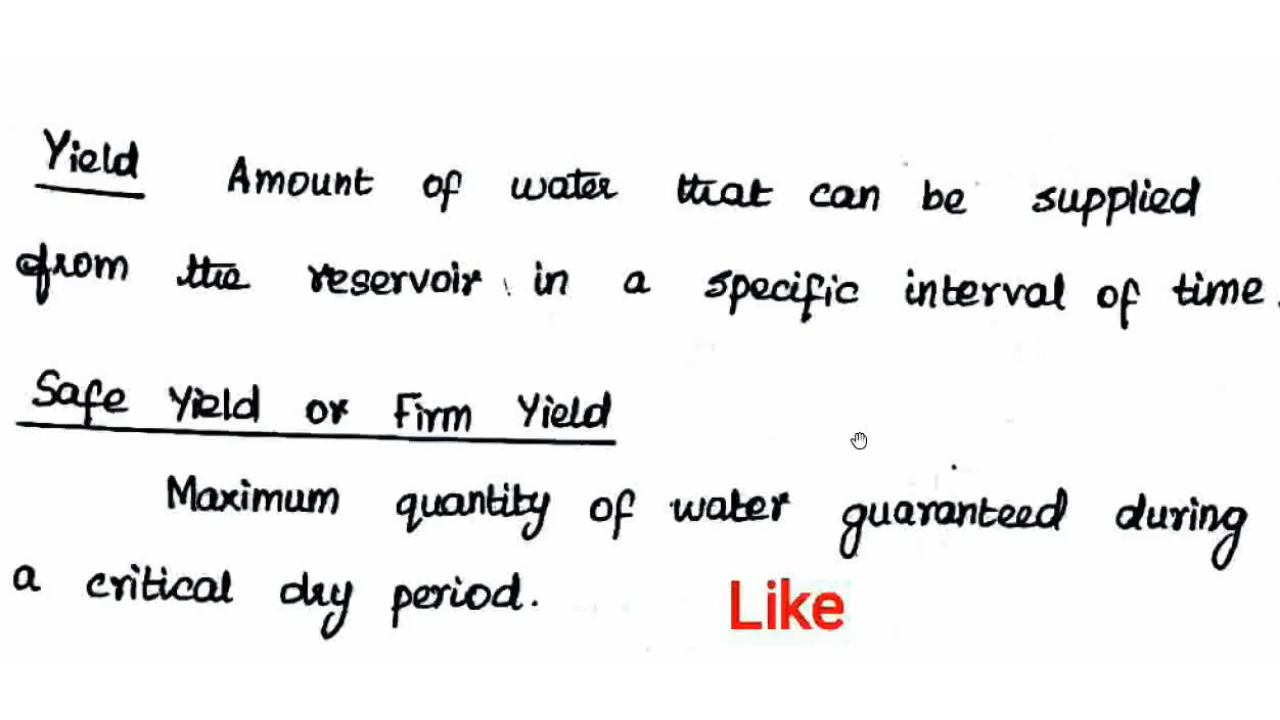 Yield Amount of water that can be supplied
from the reservoir in a specific interval of time.
Safe Yield or Firm Yield
Maximum quantity of water guaranteed during
a critical dry period.
Like